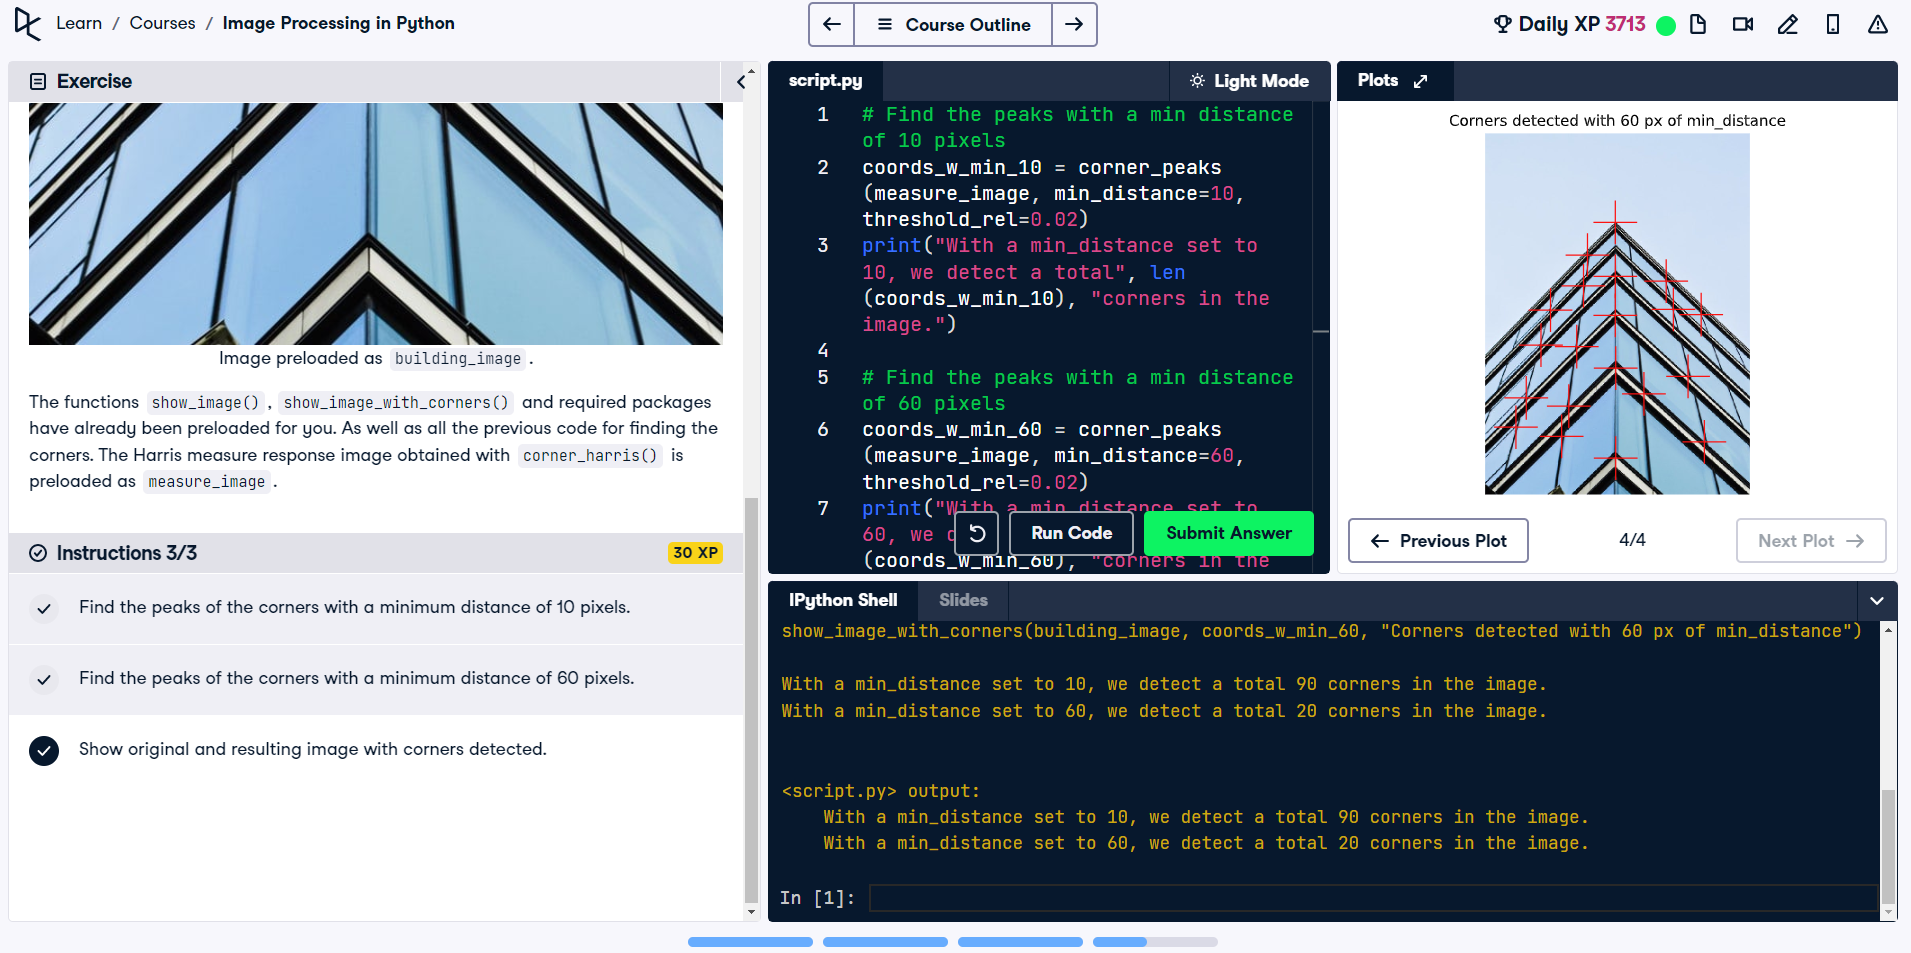 Learn / Courses / Image Processing in Python
← Course Outline →
Daily XP 3713
Exercise
Image preloaded as building_image.
The functions show_image(), show_image_with_corners() and required packages
have already been preloaded for you. As well as all the previous code for finding the
corners. The Harris measure response image obtained with corner_harris() is
preloaded as measure_image.
Instructions 3/3
30 XP
Find the peaks of the corners with a minimum distance of 10 pixels.
Find the peaks of the corners with a minimum distance of 60 pixels.
Show original and resulting image with corners detected.
script.py
Light Mode
1 # Find the peaks with a min distance
of 10 pixels
2 coords_w_min_10 = corner_peaks
(measure_image, min_distance=10,
threshold_rel=0.02)
3 print("With a min_distance set to
10, we detect a total", len
(coords_w_min_10), "corners in the
image.")
4
5 # Find the peaks with a min distance
of 60 pixels
6 coords_w_min_60 = corner_peaks
(measure_image, min_distance=60,
threshold_rel=0.02)
7 print("With a min_distance set to
60, we
(coords_w_min_60), "corners in the
Run Code
Submit Answer
Plots
Corners detected with 60 px of min_distance
← Previous Plot
4/4
Next Plot →
IPython Shell
Slides
show_image_with_corners(building_image, coords_w_min_60, "Corners detected with 60 px of min_distance")
With a min_distance set to 10, we detect a total 90 corners in the image.
With a min_distance set to 60, we detect a total 20 corners in the image.
<script.py> output:
With a min_distance set to 10, we detect a total 90 corners in the image.
With a min_distance set to 60, we detect a total 20 corners in the image.
In [1]: